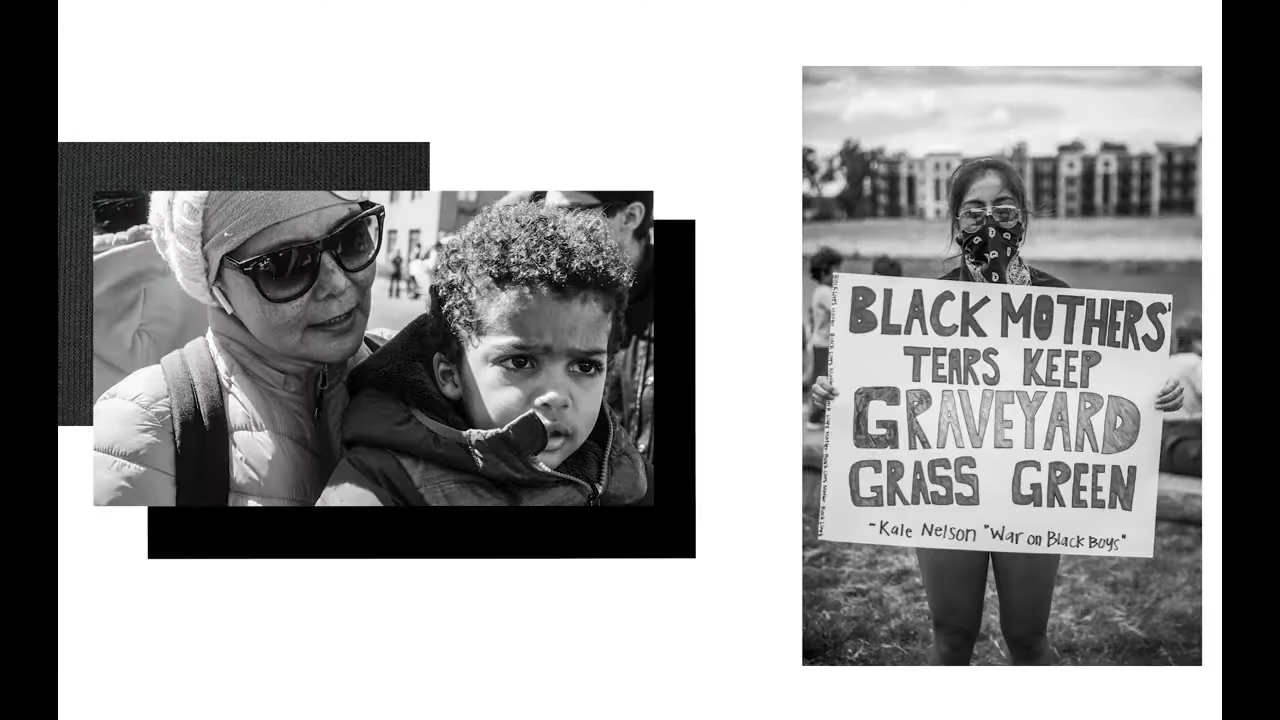 BLACK MOTHERS'
TEARS KEEP
GRAVEYARD
GRASS GREEN
-Kale Nelson "War on Black Boys"